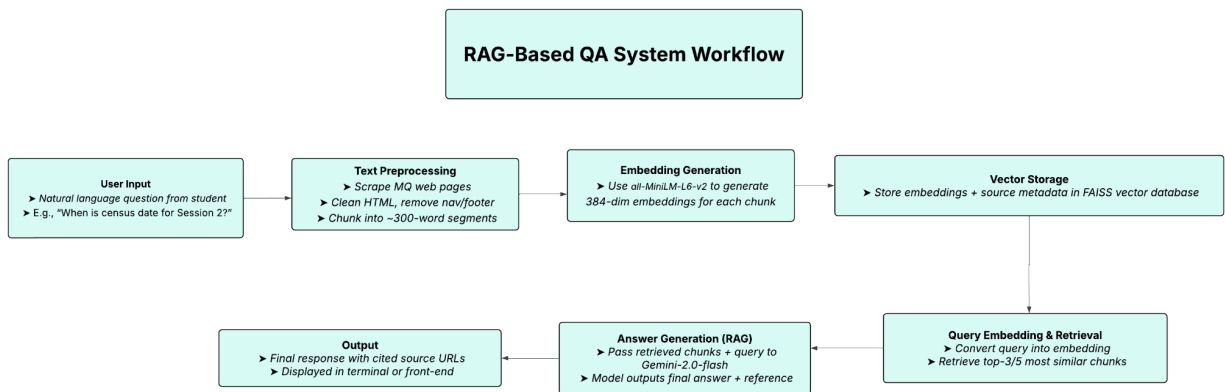 RAG-Based QA System Workflow
User Input
➤ Natural language question from student
➤ E.g., “When is census date for Session 2?”
Text Preprocessing
➤ Scrape MQ web pages
➤ Clean HTML, remove nav/footer
➤ Chunk into ~300-word segments
Embedding Generation
➤ Use all-MiniLM-L6-v2 to generate
384-dim embeddings for each chunk
Vector Storage
➤ Store embeddings + source metadata in FAISS vector database
Query Embedding & Retrieval
➤ Convert query into embedding
➤ Retrieve top-3/5 most similar chunks
Answer Generation (RAG)
➤ Pass retrieved chunks + query to
Gemini-2.0-flash
➤ Model outputs final answer + reference
Output
➤ Final response with cited source URLs
➤ Displayed in terminal or front-end